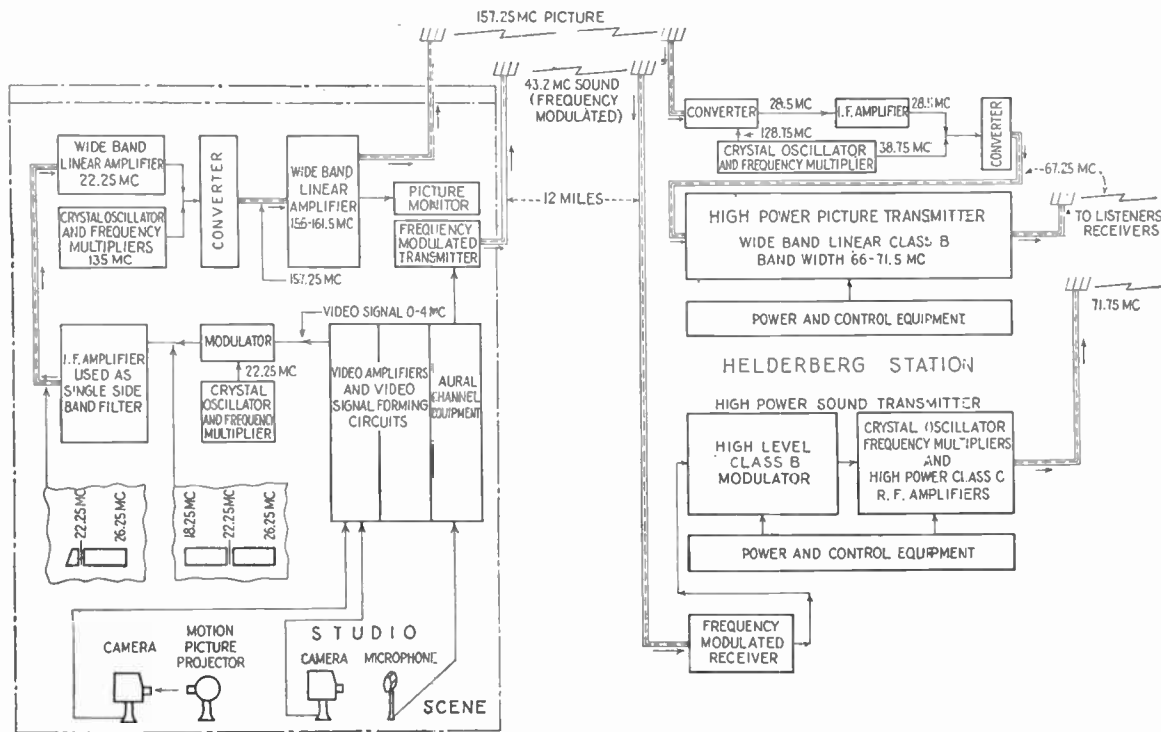 157.25 MC PICTURE
43.2 MC SOUND
(FREQUENCY
MODULATED)
12 MILES
WIDE BAND
LINEAR AMPLIFIER
22.25 MC
CRYSTAL OSCILLATOR
AND FREQUENCY
MULTIPLIERS
135 MC
CONVERTER
WIDE BAND
LINEAR
AMPLIFIER
156-161.5 MC
157.25 MC
PICTURE
MONITOR
FREQUENCY
MODULATED
TRANSMITTER
I.F. AMPLIFIER
USED AS
SINGLE SIDE
BAND FILTER
MODULATOR
VIDEO SIGNAL 0-4 MC
22.25 MC
CRYSTAL
OSCILLATOR
AND FREQUENCY
MULTIPLIER
VIDEO AMPLIFIERS
AND VIDEO
SIGNAL FORMING
CIRCUITS
AURAL
CHANNEL
EQUIPMENT
22.25 MC
26.25 MC
18.25 MC
22.25 MC
26.25 MC
CAMERA
MOTION
PICTURE
PROJECTOR
STUDIO
CAMERA
MICROPHONE
SCENE
CONVERTER
28.5 MC
I.F. AMPLIFIER
28.5 MC
128.75 MC
CRYSTAL OSCILLATOR
AND FREQUENCY MULTIPLIER
38.75 MC
CONVERTER
67.25 MC
HIGH POWER PICTURE TRANSMITTER
WIDE BAND LINEAR CLASS B
BAND WIDTH 66-71.5 MC
TO LISTENERS
RECEIVERS
POWER AND CONTROL EQUIPMENT
71.75 MC
HELDERBERG STATION
HIGH POWER SOUND TRANSMITTER
HIGH LEVEL
CLASS B
MODULATOR
CRYSTAL OSCILLATOR
FREQUENCY MULTIPLIERS
AND
HIGH POWER CLASS C
R.F. AMPLIFIERS
POWER AND CONTROL EQUIPMENT
FREQUENCY
MODULATED
RECEIVER